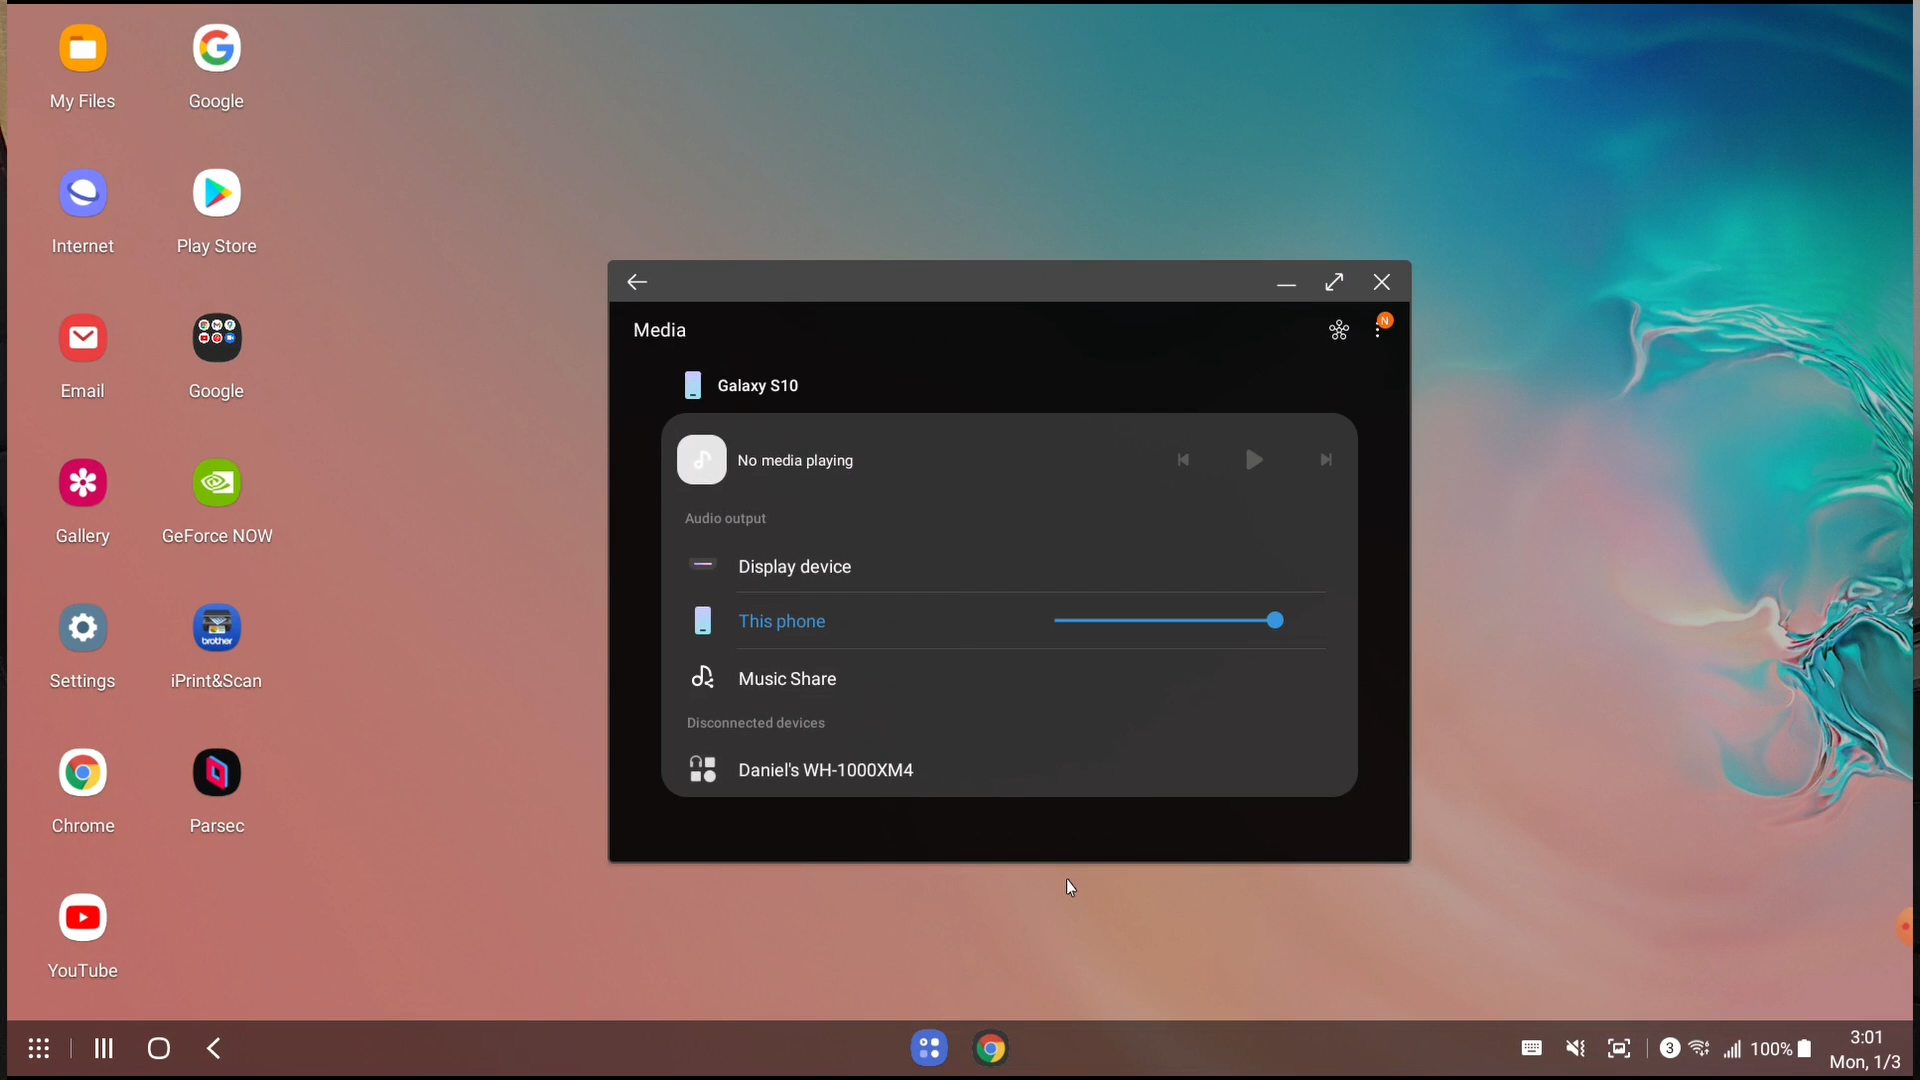 My Files
Google
Internet
Play Store
Email
Google
Gallery
GeForce NOW
Settings
brother
iPrint&Scan
Chrome
Parsec
YouTube
Media
N
Galaxy S10
No media playing
Audio output
Display device
This phone
Music Share
Disconnected devices
Daniel's WH-1000XM4
3
100%
3:01
Mon, 1/3